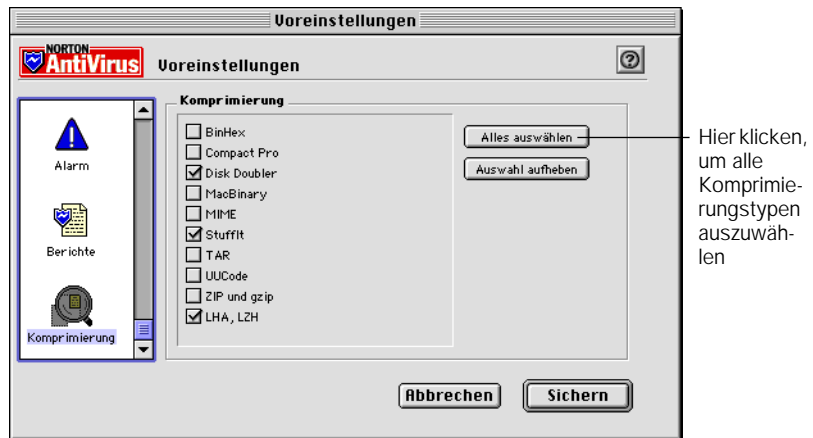 Voreinstellungen
NORTON
AntiVirus
Voreinstellungen
?
Alarm
Berichte
Komprimierung
Komprimierung
BinHex
Compact Pro
Disk Doubler
MacBinary
MIME
StuffIt
TAR
UUCode
ZIP und gzip
LHA, LZH
Alles auswählen
Auswahl aufheben
Abbrechen
Sichern
Hier klicken,
um alle
Komprimie-
rungstypen
auszuwäh-
len